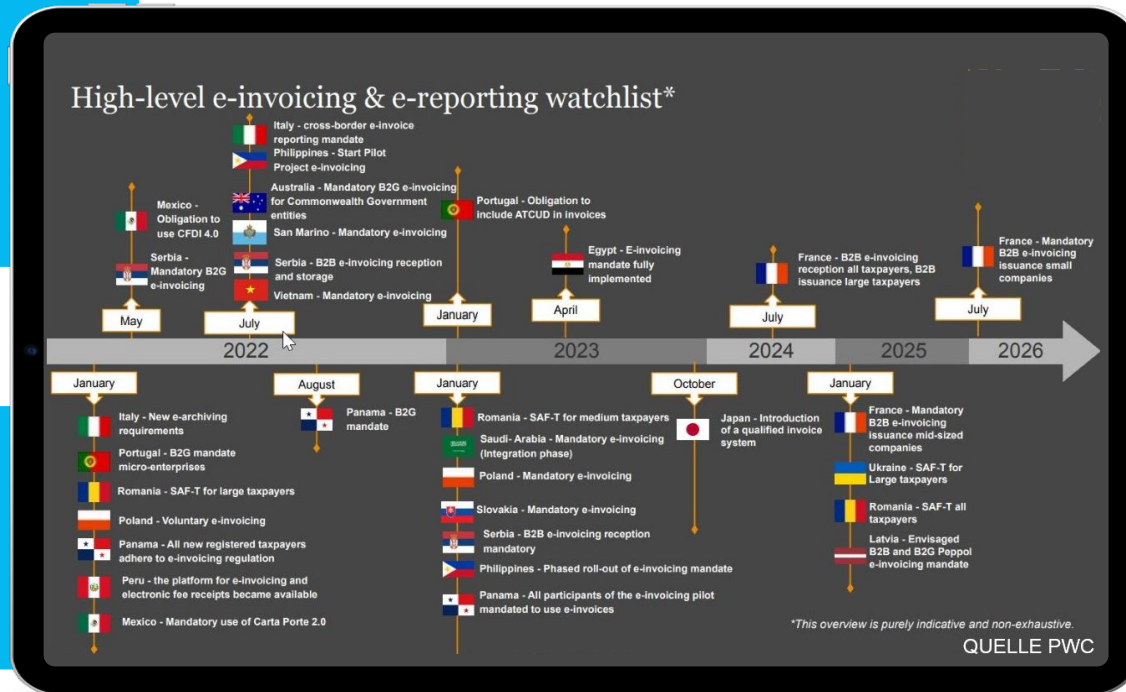 High-level e-invoicing & e-reporting watchlist*
Mexico -
Obligation to
use CFDI 4.0
Serbia -
Mandatory B2G
e-invoicing
May
Italy - cross-border e-invoice
reporting mandate
Philippines - Start Pilot
Project e-invoicing
Australia - Mandatory B2G e-invoicing
for Commonwealth Government
entities
San Marino - Mandatory e-invoicing
Serbia - B2B e-invoicing reception
and storage
Vietnam - Mandatory e-invoicing
July
Portugal - Obligation to
include ATCUD in invoices
January
Egypt - E-invoicing
mandate fully
implemented
April
France - B2B e-invoicing
reception all taxpayers, B2B
issuance large taxpayers
July
France - Mandatory
B2B e-invoicing
issuance small
companies
July
2022
2023
2024
2025
2026
January
Italy - New e-archiving
requirements
Portugal - B2G mandate
micro-enterprises
Romania - SAF-T for large taxpayers
Poland - Voluntary e-invoicing
Panama - All new registered taxpayers
adhere to e-invoicing regulation
Peru - the platform for e-invoicing and
electronic fee receipts became available
Mexico - Mandatory use of Carta Porte 2.0
August
Panama - B2G
mandate
January
Romania - SAF-T for medium taxpayers
Saudi- Arabia - Mandatory e-invoicing
(Integration phase)
Poland - Mandatory e-invoicing
Slovakia - Mandatory e-invoicing
Serbia - B2B e-invoicing reception
mandatory
Philippines - Phased roll-out of e-invoicing mandate
Panama - All participants of the e-invoicing pilot
mandated to use e-invoices
October
Japan - Introduction
of a qualified invoice
system
January
France - Mandatory
B2B e-invoicing
issuance mid-sized
companies
Ukraine - SAF-T for
Large taxpayers
Romania - SAF-T all
taxpayers
Latvia - Envisaged
B2B and B2G Peppol
e-invoicing mandate
*This overview is purely indicative and non-exhaustive.
QUELLE PWC